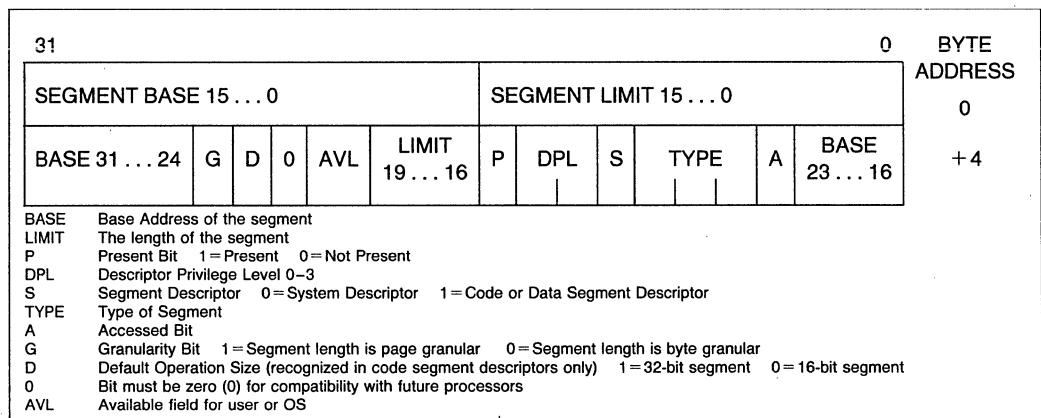 31 0 BYTE ADDRESS
SEGMENT BASE 15 . . . 0 SEGMENT LIMIT 15 . . . 0 0
BASE 31 . . . 24 G D 0 AVL LIMIT 19 . . . 16 P DPL S TYPE A BASE 23 . . . 16 +4
BASE Base Address of the segment
LIMIT The length of the segment
P Present Bit 1=Present 0=Not Present
DPL Descriptor Privilege Level 0–3
S Segment Descriptor 0=System Descriptor 1=Code or Data Segment Descriptor
TYPE Type of Segment
A Accessed Bit
G Granularity Bit 1=Segment length is page granular 0=Segment length is byte granular
D Default Operation Size (recognized in code segment descriptors only) 1=32-bit segment 0=16-bit segment
0 Bit must be zero (0) for compatibility with future processors
AVL Available field for user or OS